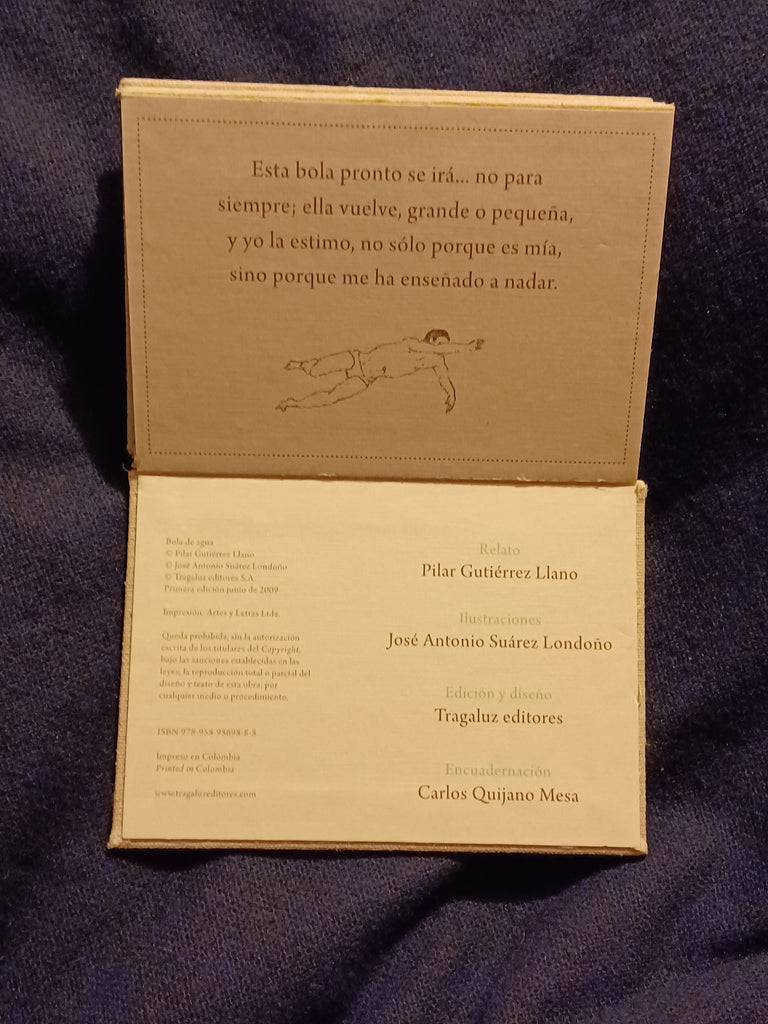 Esta bola pronto se irá... no para
siempre; ella vuelve, grande o pequeña,
y yo la estimo, no sólo porque es mía,
sino porque me ha enseñado a nadar.
Bola de agua
© Pilar Gutiérrez Llano
© José Antonio Suárez Londoño
© Tragaluz editores S.A.
Primera edición junio de 2009
Impresión: Artes y Letras Ltda.
Queda prohibida, sin la autorización
escrita de los titulares del Copyright,
bajo las sanciones establecidas en las
leyes, la reproducción total o parcial del
diseño y texto de esta obra, por
cualquier medio o procedimiento.
ISBN 978-958-98698-8-8
Impreso en Colombia
Printed in Colombia
www.tragaluzeditores.com
Relato
Pilar Gutiérrez Llano
Ilustraciones
José Antonio Suárez Londoño
Edición y diseño
Tragaluz editores
Encuadernación
Carlos Quijano Mesa